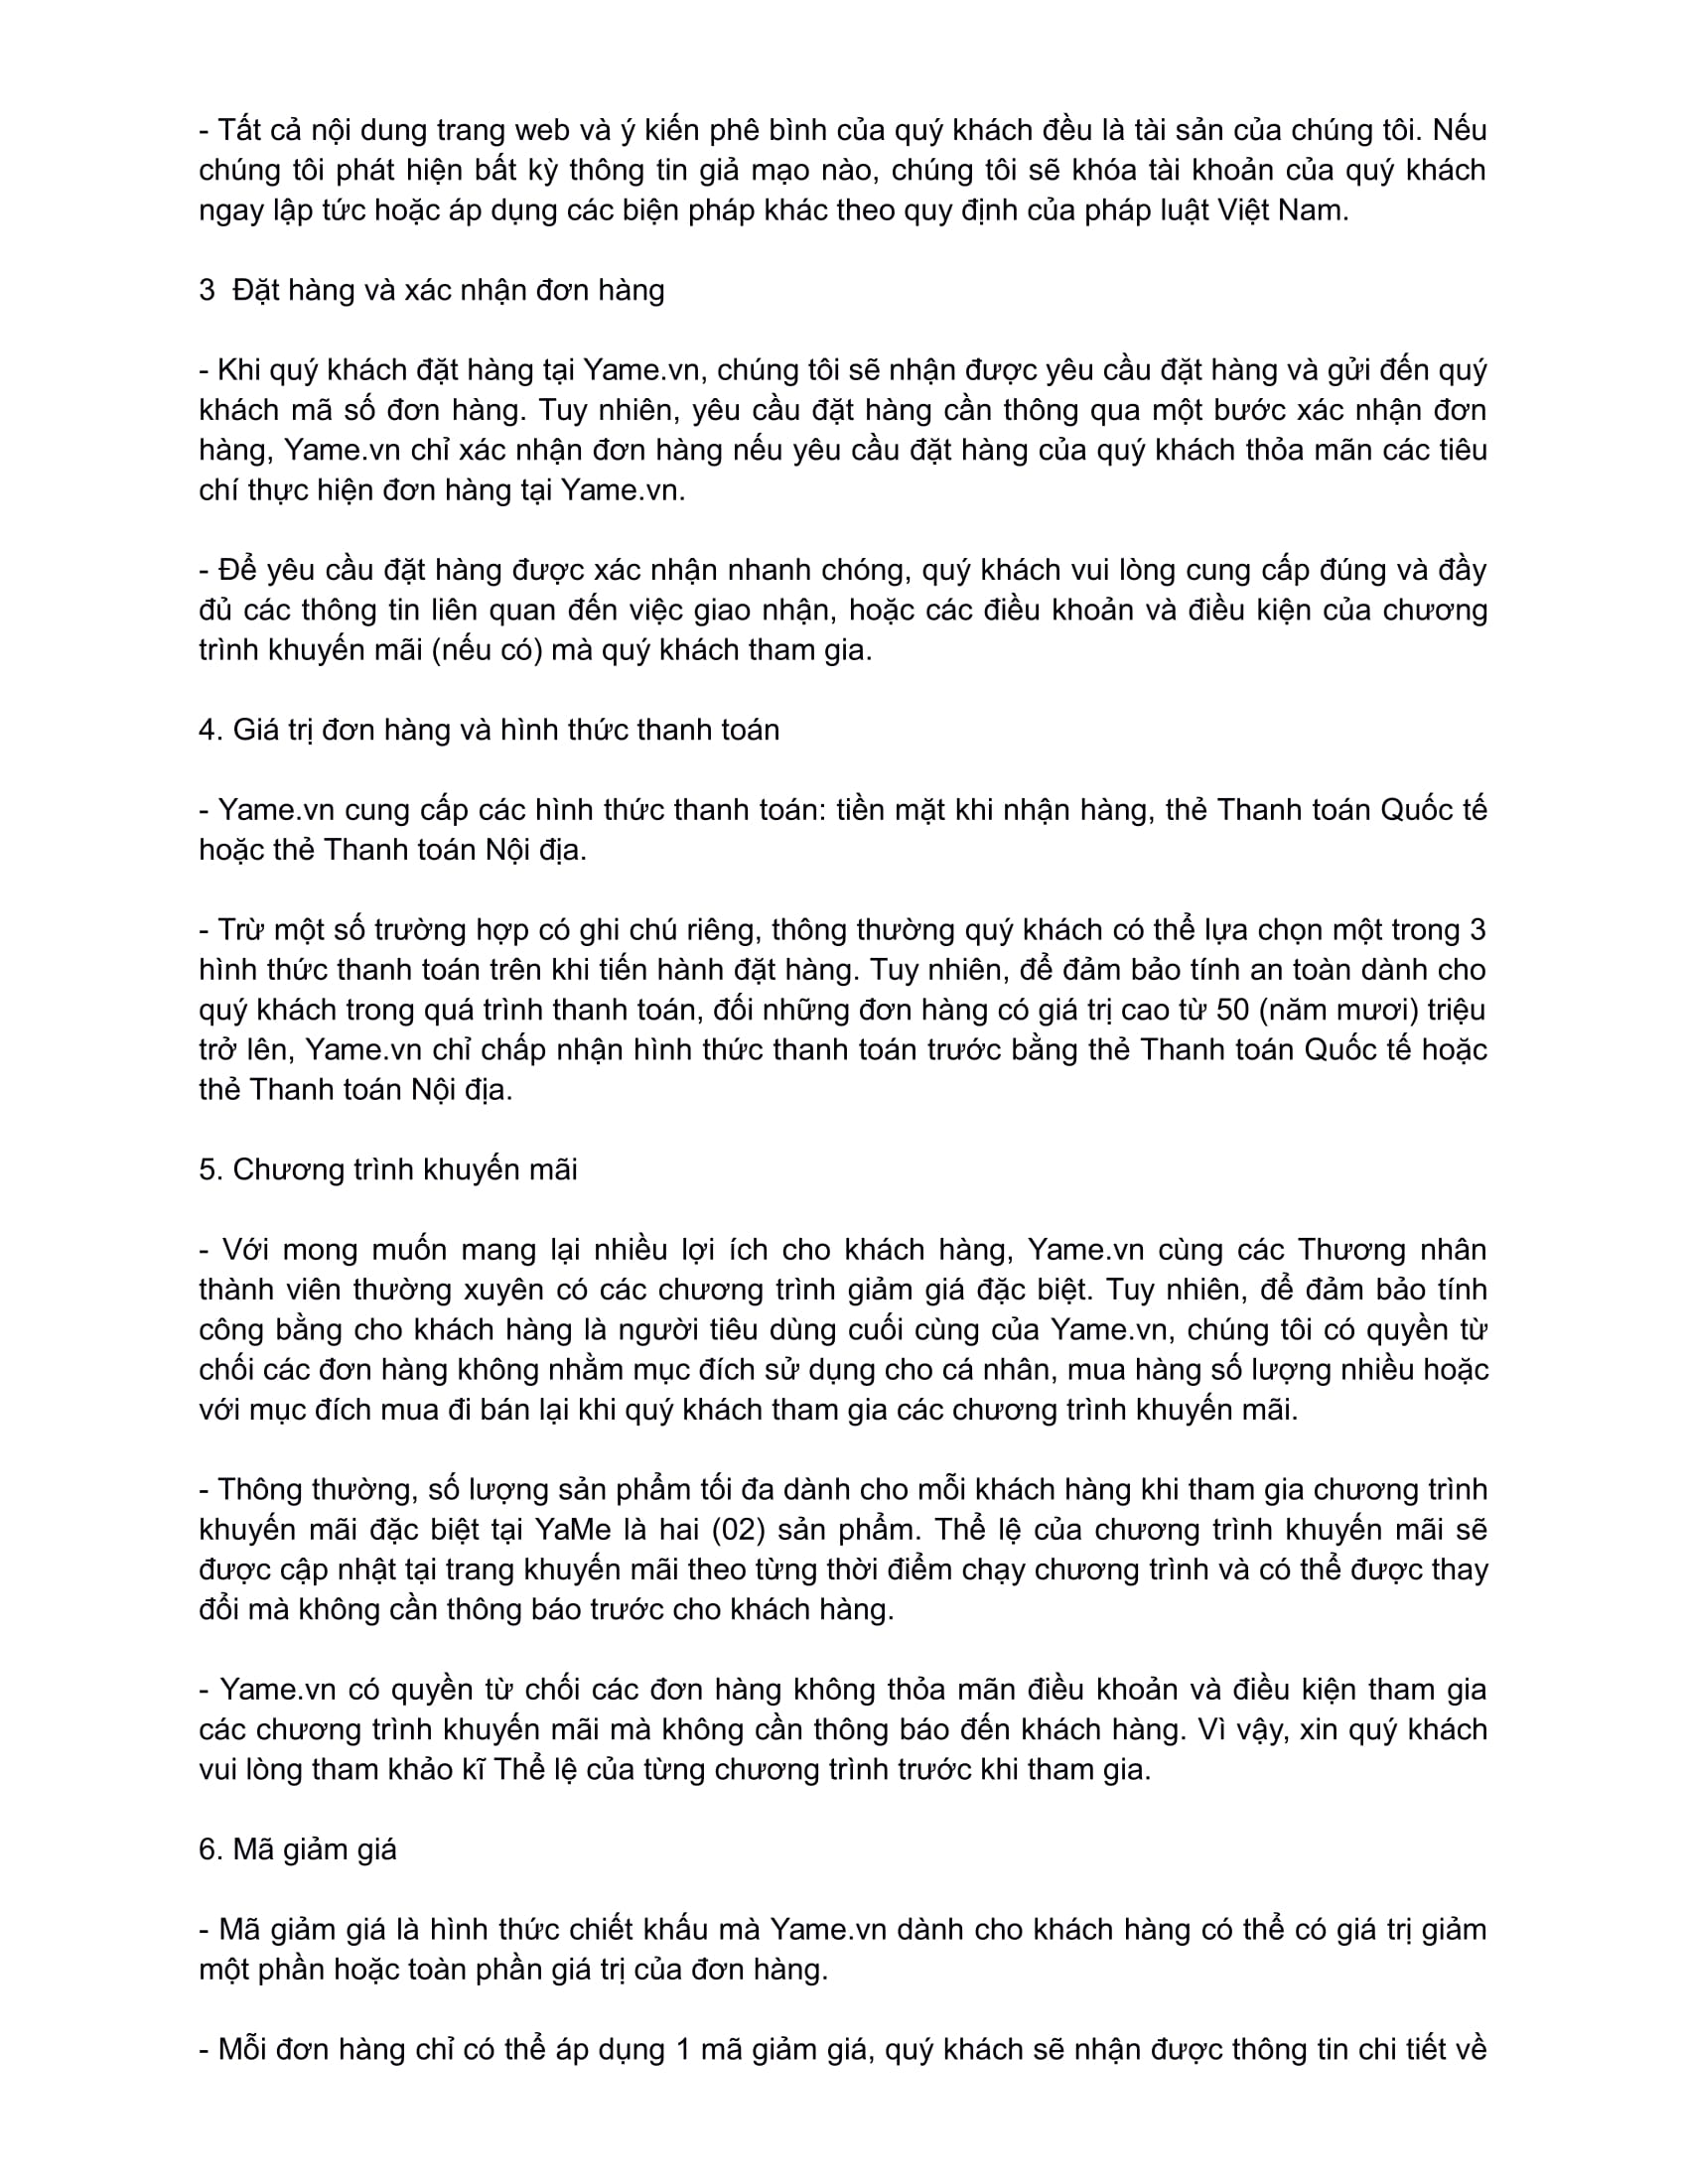 - Tất cả nội dung trang web và ý kiến phê bình của quý khách đều là tài sản của chúng tôi. Nếu
chúng tôi phát hiện bất kỳ thông tin giả mạo nào, chúng tôi sẽ khóa tài khoản của quý khách
ngay lập tức hoặc áp dụng các biện pháp khác theo quy định của pháp luật Việt Nam.
3  Đặt hàng và xác nhận đơn hàng
- Khi quý khách đặt hàng tại Yame.vn, chúng tôi sẽ nhận được yêu cầu đặt hàng và gửi đến quý
khách mã số đơn hàng. Tuy nhiên, yêu cầu đặt hàng cần thông qua một bước xác nhận đơn
hàng, Yame.vn chỉ xác nhận đơn hàng nếu yêu cầu đặt hàng của quý khách thỏa mãn các tiêu
chí thực hiện đơn hàng tại Yame.vn.
- Để yêu cầu đặt hàng được xác nhận nhanh chóng, quý khách vui lòng cung cấp đúng và đầy
đủ các thông tin liên quan đến việc giao nhận, hoặc các điều khoản và điều kiện của chương
trình khuyến mãi (nếu có) mà quý khách tham gia.
4. Giá trị đơn hàng và hình thức thanh toán
- Yame.vn cung cấp các hình thức thanh toán: tiền mặt khi nhận hàng, thẻ Thanh toán Quốc tế
hoặc thẻ Thanh toán Nội địa.
- Trừ một số trường hợp có ghi chú riêng, thông thường quý khách có thể lựa chọn một trong 3
hình thức thanh toán trên khi tiến hành đặt hàng. Tuy nhiên, để đảm bảo tính an toàn dành cho
quý khách trong quá trình thanh toán, đối những đơn hàng có giá trị cao từ 50 (năm mươi) triệu
trở lên, Yame.vn chỉ chấp nhận hình thức thanh toán trước bằng thẻ Thanh toán Quốc tế hoặc
thẻ Thanh toán Nội địa.
5. Chương trình khuyến mãi
- Với mong muốn mang lại nhiều lợi ích cho khách hàng, Yame.vn cùng các Thương nhân
thành viên thường xuyên có các chương trình giảm giá đặc biệt. Tuy nhiên, để đảm bảo tính
công bằng cho khách hàng là người tiêu dùng cuối cùng của Yame.vn, chúng tôi có quyền từ
chối các đơn hàng không nhằm mục đích sử dụng cho cá nhân, mua hàng số lượng nhiều hoặc
với mục đích mua đi bán lại khi quý khách tham gia các chương trình khuyến mãi.
- Thông thường, số lượng sản phẩm tối đa dành cho mỗi khách hàng khi tham gia chương trình
khuyến mãi đặc biệt tại YaMe là hai (02) sản phẩm. Thể lệ của chương trình khuyến mãi sẽ
được cập nhật tại trang khuyến mãi theo từng thời điểm chạy chương trình và có thể được thay
đổi mà không cần thông báo trước cho khách hàng.
- Yame.vn có quyền từ chối các đơn hàng không thỏa mãn điều khoản và điều kiện tham gia
các chương trình khuyến mãi mà không cần thông báo đến khách hàng. Vì vậy, xin quý khách
vui lòng tham khảo kĩ Thể lệ của từng chương trình trước khi tham gia.
6. Mã giảm giá
- Mã giảm giá là hình thức chiết khấu mà Yame.vn dành cho khách hàng có thể có giá trị giảm
một phần hoặc toàn phần giá trị của đơn hàng.
- Mỗi đơn hàng chỉ có thể áp dụng 1 mã giảm giá, quý khách sẽ nhận được thông tin chi tiết về